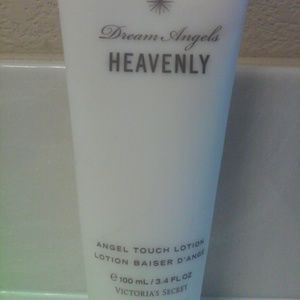 Dream Angels
HEAVENLY
ANGEL TOUCH LOTION
LOTION BAISER D'ANGE
℮ 100 mL / 3.4 FL OZ
VICTORIA'S SECRET